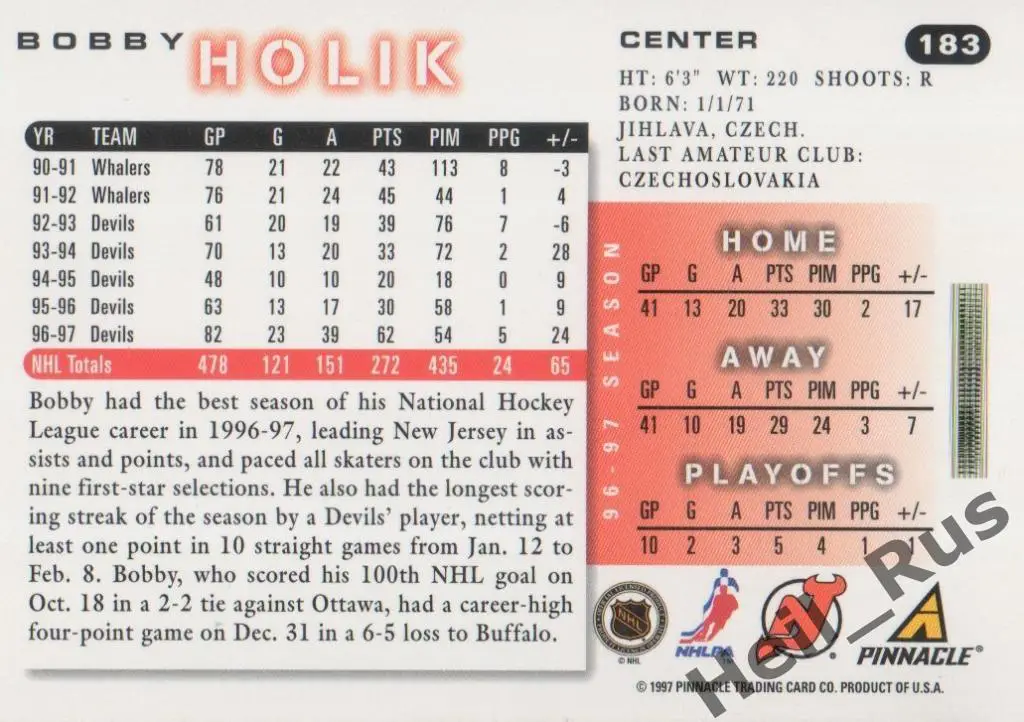 BOBBY HOLIK
YR TEAM GP G A PTS PIM PPG +/-
90-91 Whalers 78 21 22 43 113 8 -3
91-92 Whalers 76 21 24 45 44 1 4
92-93 Devils 61 20 19 39 76 7 -6
93-94 Devils 70 13 20 33 72 2 28
94-95 Devils 48 10 10 20 18 0 9
95-96 Devils 63 13 17 30 58 1 9
96-97 Devils 82 23 39 62 54 5 24
NHL Totals 478 121 151 272 435 24 65
Bobby had the best season of his National Hockey
League career in 1996-97, leading New Jersey in as-
sists and points, and paced all skaters on the club with
nine first-star selections. He also had the longest scor-
ing streak of the season by a Devils' player, netting at
least one point in 10 straight games from Jan. 12 to
Feb. 8. Bobby, who scored his 100th NHL goal on
Oct. 18 in a 2-2 tie against Ottawa, had a career-high
four-point game on Dec. 31 in a 6-5 loss to Buffalo.
CENTER
183
HT: 6'3" WT: 220 SHOOTS: R
BORN: 1/1/71
JIHLAVA, CZECH.
LAST AMATEUR CLUB:
CZECHOSLOVAKIA
96-97 SEASON
HOME
GP G A PTS PIM PPG +/-
41 13 20 33 30 2 17
AWAY
GP G A PTS PIM PPG +/-
41 10 19 29 24 3 7
PLAYOFFS
GP G A PTS PIM PPG +/-
10 2 3 5 4 1
NHL
© NHL
NHLPA
TM
PINNACLE®
© 1997 PINNACLE TRADING CARD CO. PRODUCT OF U.S.A.
Hell_Rus